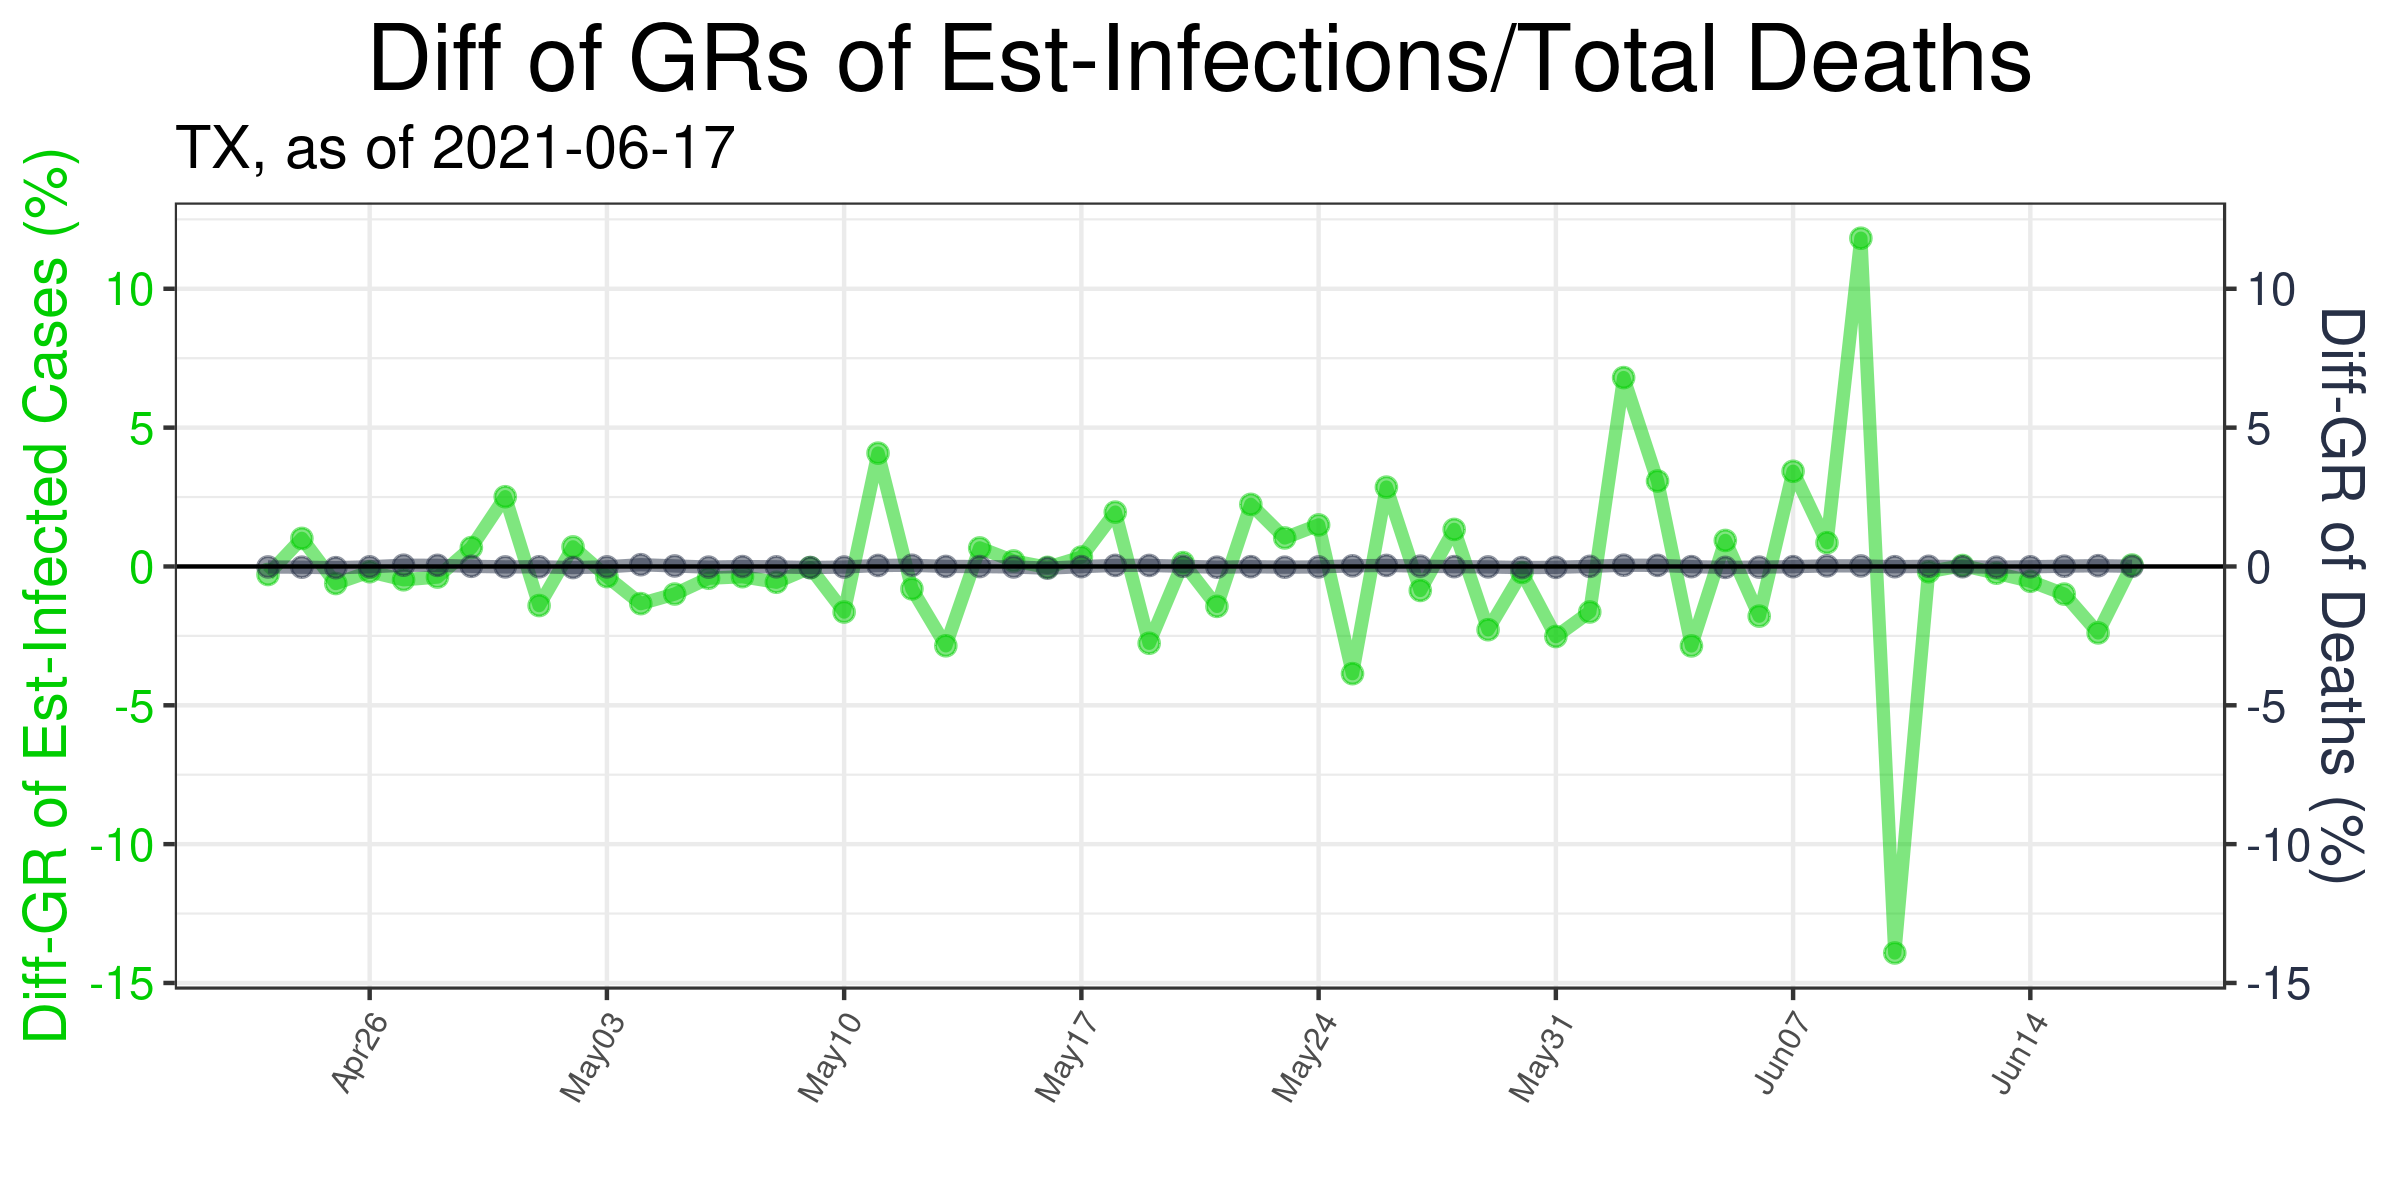 Diff of GRs of Est-Infections/Total Deaths
TX, as of 2021-06-17
Diff-GR of Est-Infected Cases (%)
10
5
0
-5
-10
-15
10
5
0
-5
-10
-15
Diff-GR of Deaths (%)
Apr26
May03
May10
May17
May24
May31
Jun07
Jun14